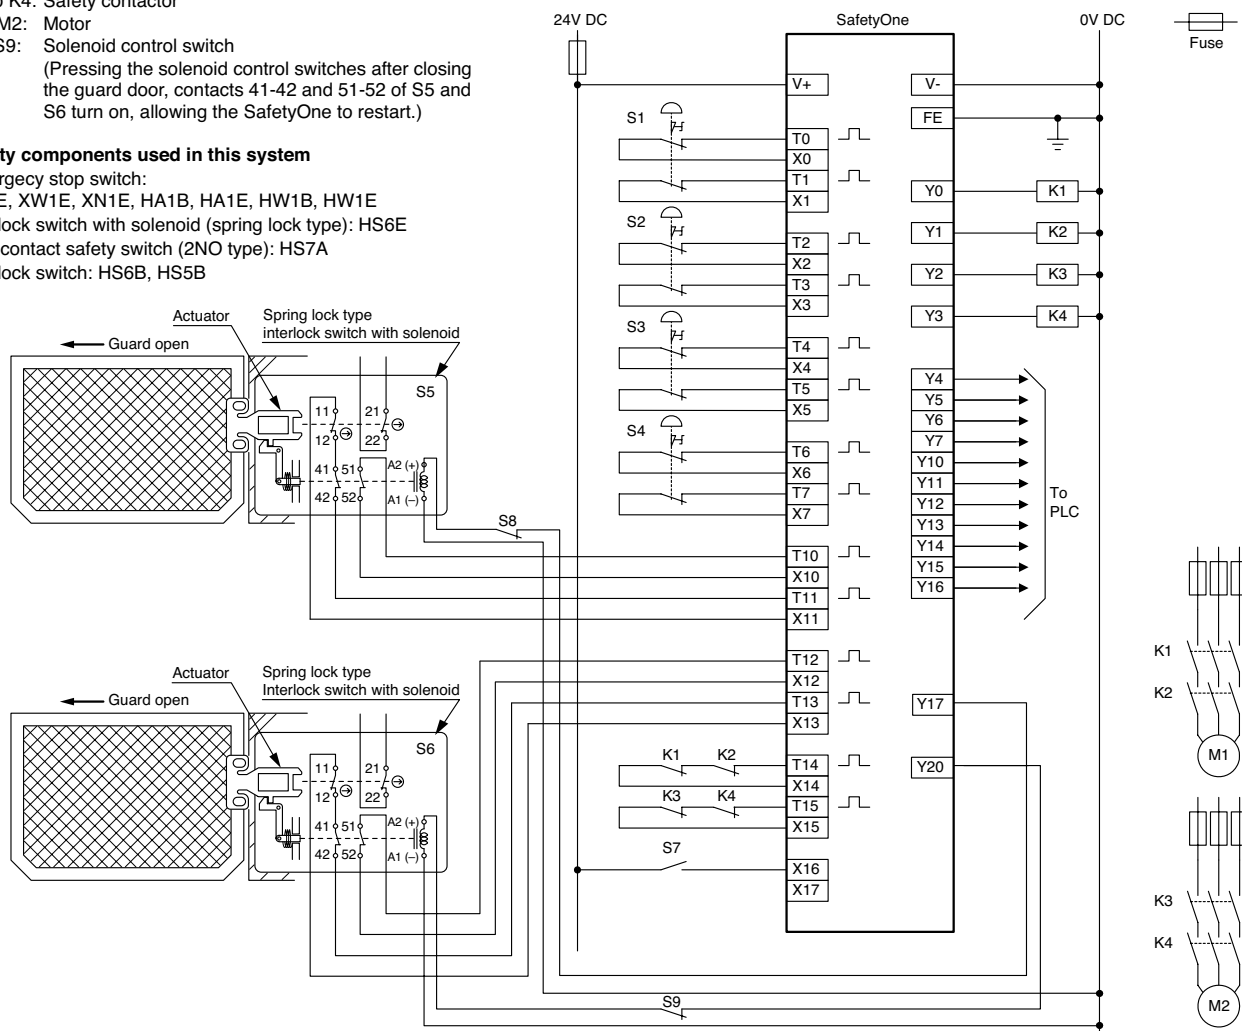 K4: Safety contactor
M2: Motor
S9: Solenoid control switch
(Pressing the solenoid control switches after closing
the guard door, contacts 41-42 and 51-52 of S5 and
S6 turn on, allowing the SafetyOne to restart.)
ty components used in this system
rgecy stop switch:
E, XW1E, XN1E, HA1B, HA1E, HW1B, HW1E
lock switch with solenoid (spring lock type): HS6E
contact safety switch (2NO type): HS7A
lock switch: HS6B, HS5B
24V DC
SafetyOne
0V DC
Fuse
V+
V-
FE
S1
T0
X0
T1
X1
Y0
K1
S2
Y1
K2
T2
X2
T3
X3
Y2
K3
S3
Y3
K4
T4
X4
T5
X5
Y4
Y5
Y6
Y7
Y10
Y11
Y12
Y13
Y14
Y15
Y16
To
PLC
S4
T6
X6
T7
X7
Actuator
Spring lock type
interlock switch with solenoid
Guard open
S5
11
21
12
22
41
51
A2 (+)
42
52
A1 (–)
S8
T10
X10
T11
X11
T12
X12
T13
X13
Y17
Actuator
Spring lock type
Interlock switch with solenoid
Guard open
S6
11
21
12
22
41
51
A2 (+)
42
52
A1 (–)
K1
K2
T14
X14
Y20
K3
K4
T15
X15
S7
X16
X17
S9
K1
K2
M1
K3
K4
M2